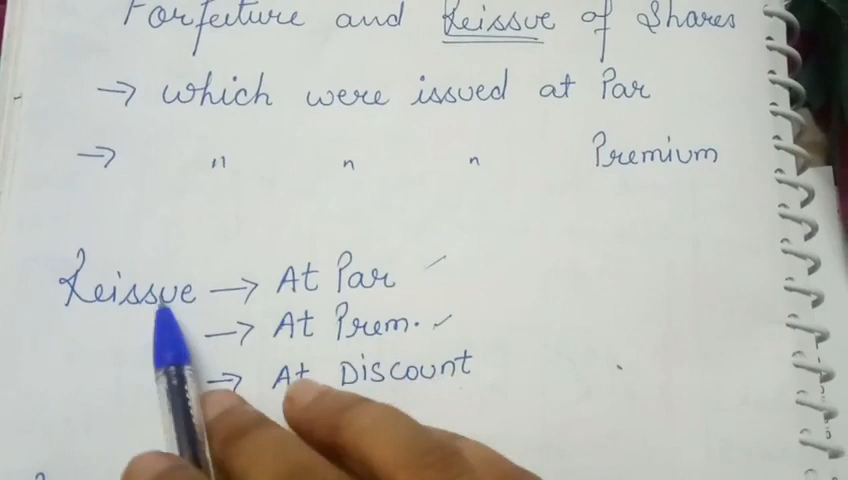 Forfeiture and Reissue of Shares
→ which were issued at Par
→ " " " Premium
Reissue → At Par
→ At Prem.
→ At Discount